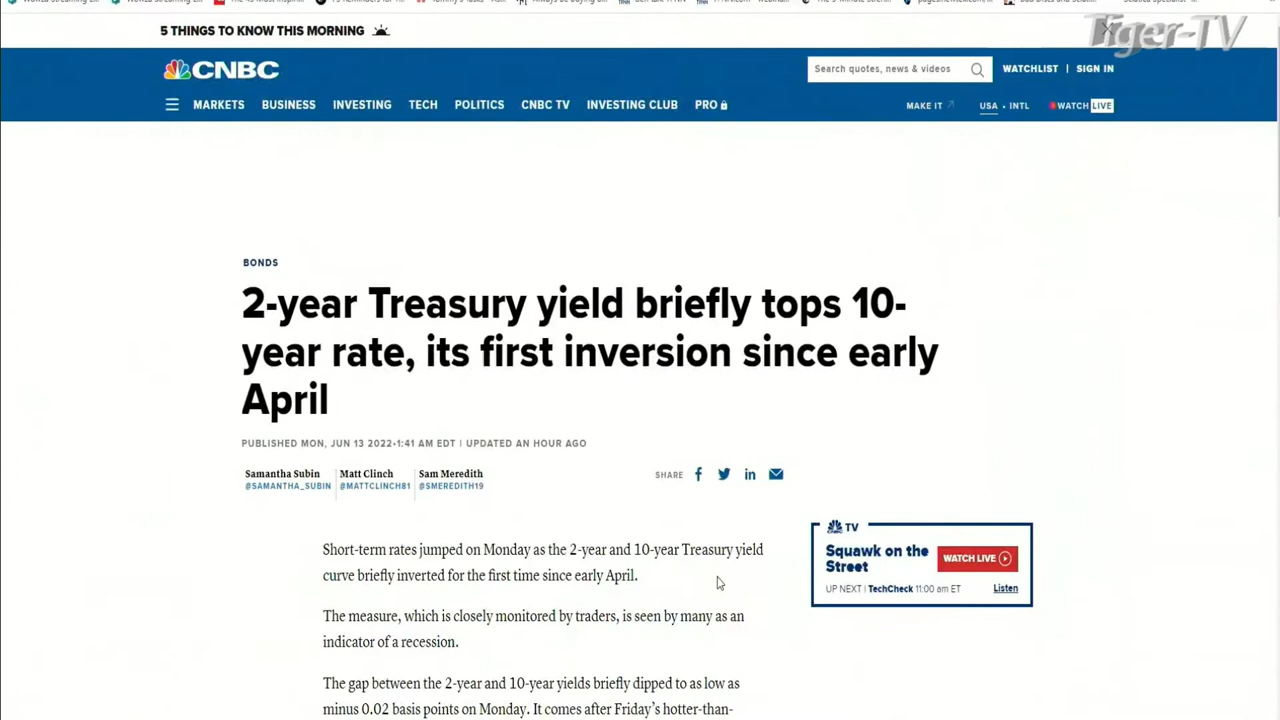 Tiger-TV
5 THINGS TO KNOW THIS MORNING
CNBC
Search quotes, news & videos
WATCHLIST | SIGN IN
MARKETS BUSINESS INVESTING TECH POLITICS CNBC TV INVESTING CLUB PRO
MAKE IT USA • INTL WATCH LIVE
BONDS
2-year Treasury yield briefly tops 10-
year rate, its first inversion since early
April
PUBLISHED MON, JUN 13 2022•1:41 AM EDT | UPDATED AN HOUR AGO
Samantha Subin Matt Clinch Sam Meredith
@SAMANTHA_SUBIN @MATTCLINCH81 @SMEREDITH19
SHARE
Short-term rates jumped on Monday as the 2-year and 10-year Treasury yield
curve briefly inverted for the first time since early April.
The measure, which is closely monitored by traders, is seen by many as an
indicator of a recession.
The gap between the 2-year and 10-year yields briefly dipped to as low as
minus 0.02 basis points on Monday. It comes after Friday's hotter-than-
CNBC TV
Squawk on the
Street
WATCH LIVE
UP NEXT | TechCheck 11:00 am ET
Listen